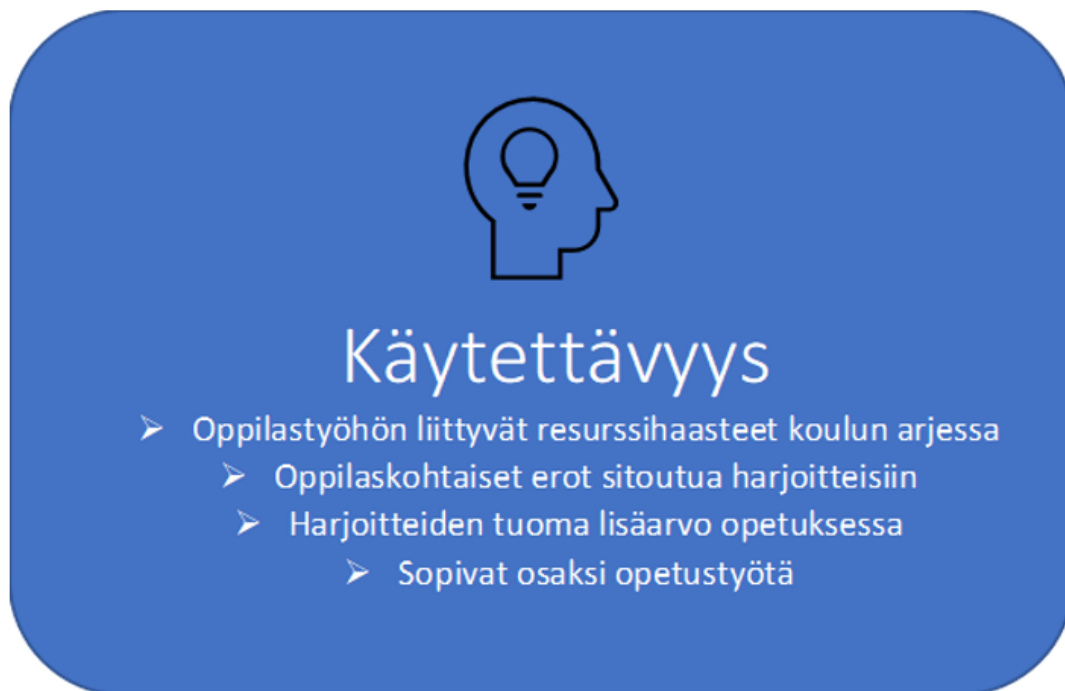 Käytettävyys
➢ Oppilastyöhön liittyvät resurssihaasteet koulun arjessa
➢ Oppilaskohtaiset erot sitoutua harjoitteisiin
➢ Harjoitteiden tuoma lisäarvo opetuksessa
➢ Sopivat osaksi opetustyötä